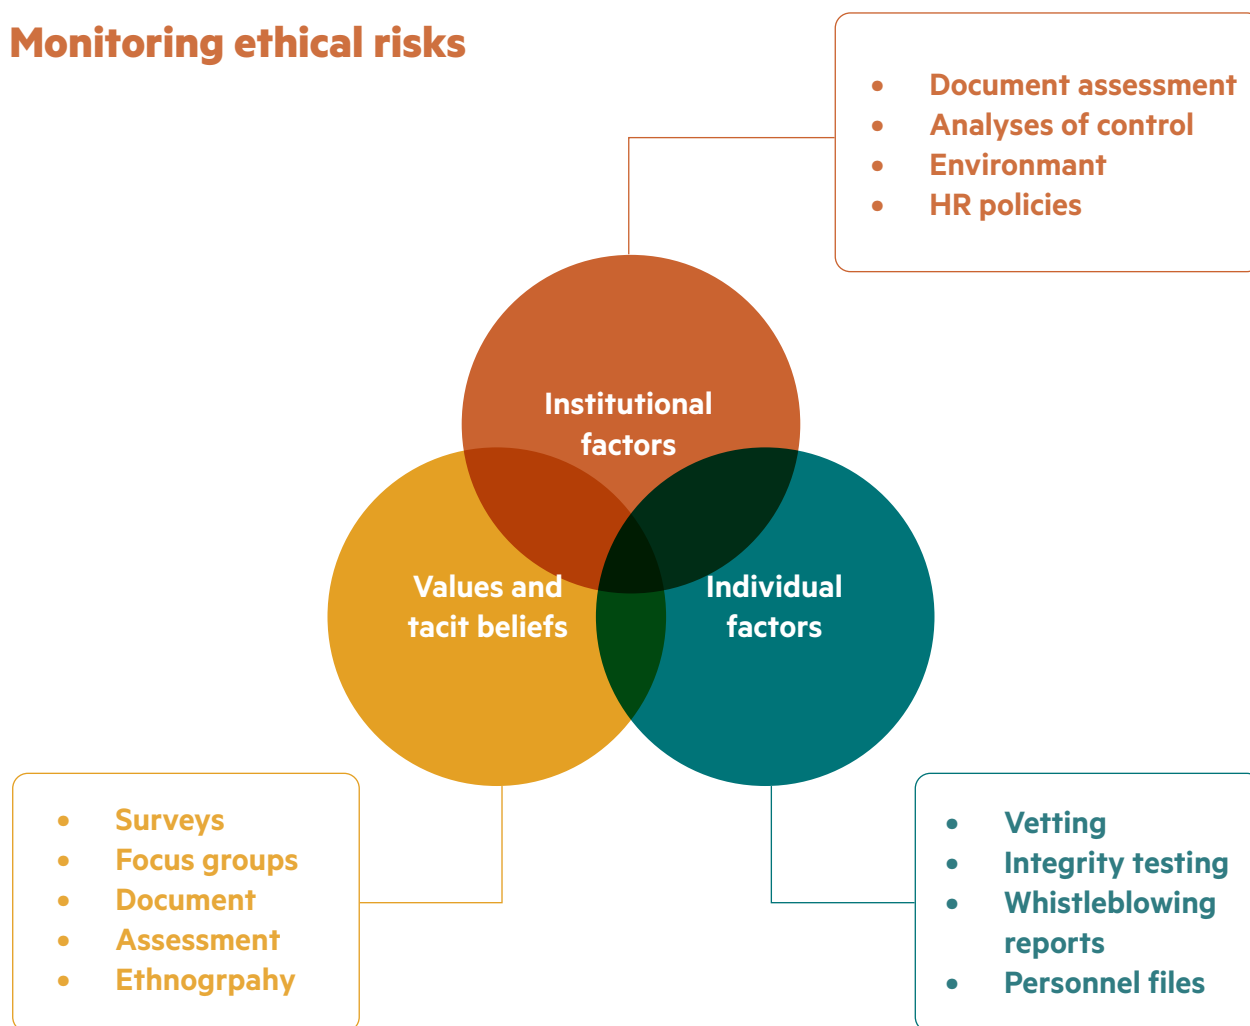 Monitoring ethical risks
• Document assessment
• Analyses of control
• Environmant
• HR policies
Institutional
factors
Values and
tacit beliefs
Individual
factors
• Surveys
• Focus groups
• Document
• Assessment
• Ethnogrpahy
• Vetting
• Integrity testing
• Whistleblowing
reports
• Personnel files